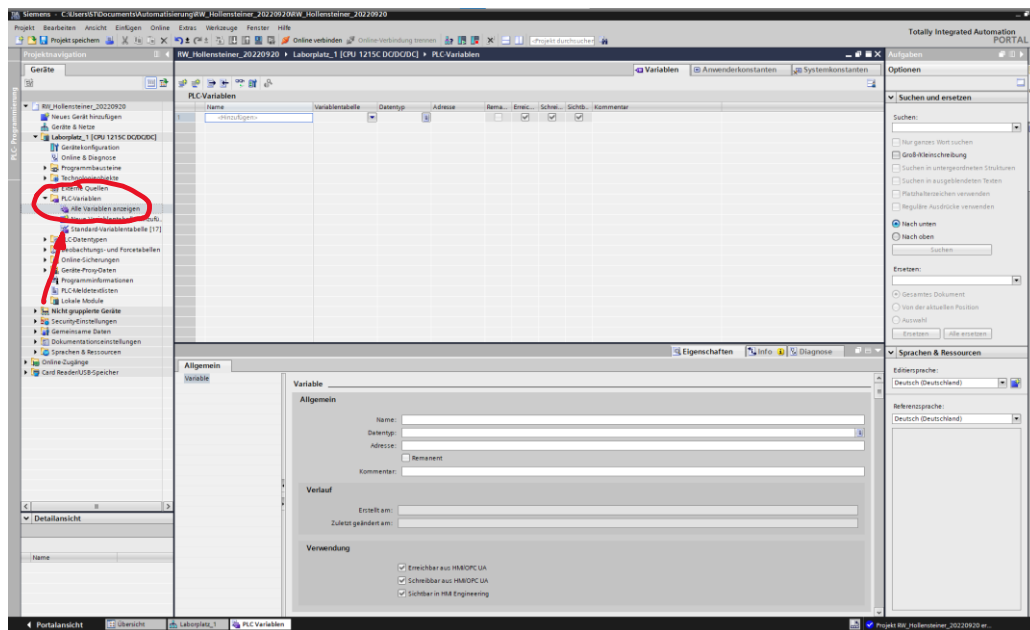 Siemens - C:\Users\ST\Documents\Automatisierung\RW_Hollensteiner_20220920\RW_Hollensteiner_20220920
Projekt Bearbeiten Ansicht Einfügen Online Extras Werkzeuge Fenster Hilfe
Totally Integrated Automation
PORTAL
Projekt speichern Online verbinden Online-Verbindung trennen <Projekt durchsuchen>
Projektnavigation
Geräte
PLC-Programmierung
RW_Hollensteiner_20220920
Neues Gerät hinzufügen
Geräte & Netze
Laborplatz_1 [CPU 1215C DC/DC/DC]
Gerätekonfiguration
Online & Diagnose
Programmbausteine
Technologieobjekte
Externe Quellen
PLC-Variablen
Alle Variablen anzeigen
Standard-Variablentabelle [17]
PLC-Datentypen
Beobachtungs- und Forcetabellen
Online-Sicherungen
Geräte-Proxy-Daten
Programminformationen
PLC-Meldetextlisten
Lokale Module
Nicht gruppierte Geräte
Security-Einstellungen
Gemeinsame Daten
Dokumentationseinstellungen
Sprachen & Ressourcen
Online-Zugänge
Card Reader/USB-Speicher
Detailansicht
Name
RW_Hollensteiner_20220920 Laborplatz_1 [CPU 1215C DC/DC/DC] PLC-Variablen
Variablen Anwenderkonstanten Systemkonstanten
PLC-Variablen
Name Variablentabelle Datentyp Adresse Rema... Erreic... Schrei... Sichtb... Kommentar
1 <Hinzufügen>
Eigenschaften Info Diagnose
Allgemein
Variable
Variable
Allgemein
Name:
Datentyp:
Adresse:
Remanent
Kommentar:
Verlauf
Erstellt am:
Zuletzt geändert am:
Verwendung
Erreichbar aus HMI/OPC UA
Schreibbar aus HMI/OPC UA
Sichtbar in HMI Engineering
Aufgaben
Optionen
Suchen und ersetzen
Suchen:
Nur ganzes Wort suchen
Groß-/Kleinschreibung
Suchen in untergeordneten Strukturen
Suchen in ausgeblendeten Texten
Platzhalterzeichen verwenden
Reguläre Ausdrücke verwenden
Nach unten
Nach oben
Suchen
Ersetzen:
Gesamtes Dokument
Von der aktuellen Position
Auswahl
Ersetzen Alle ersetzen
Sprachen & Ressourcen
Editiersprache:
Deutsch (Deutschland)
Referenzsprache:
Deutsch (Deutschland)
Portalansicht Übersicht Laborplatz_1 PLC Variablen Projekt RW_Hollensteiner_20220920 er...